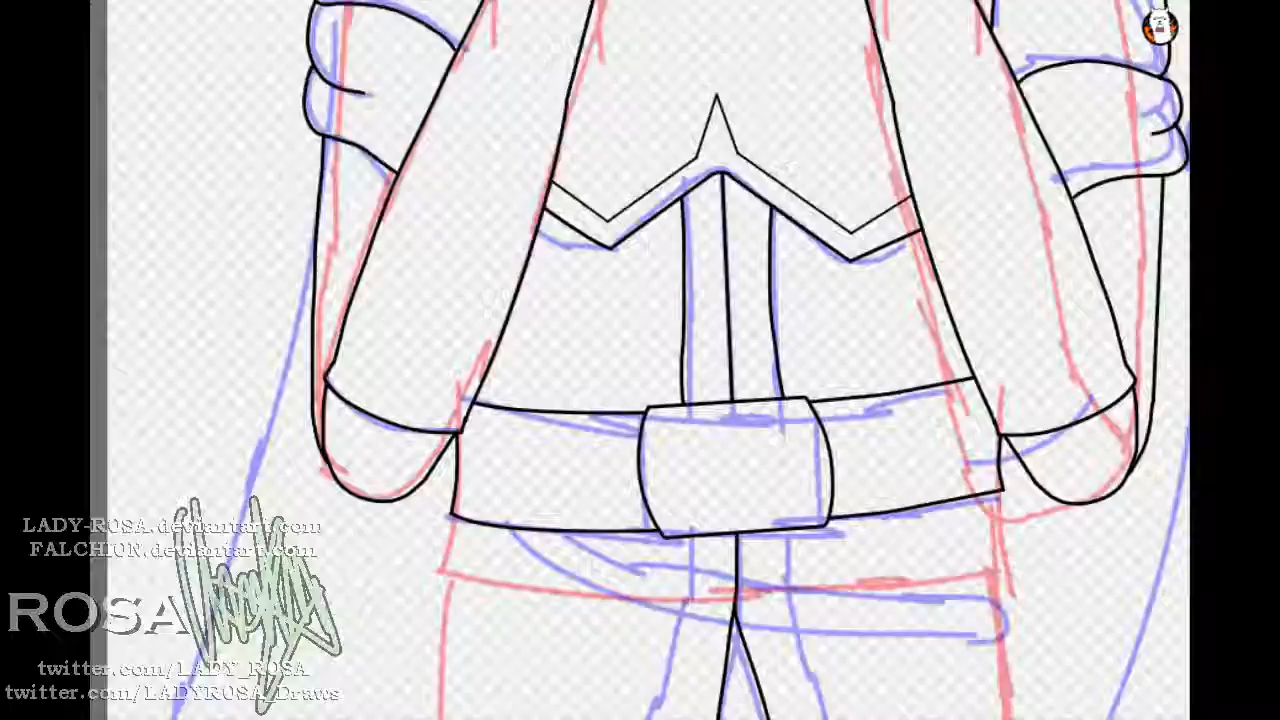 LADY-ROSA.deviantart.com
FALCHION.deviantart.com
ROSA
twitter.com/LADY_ROSA
twitter.com/LADYROSA_Draws